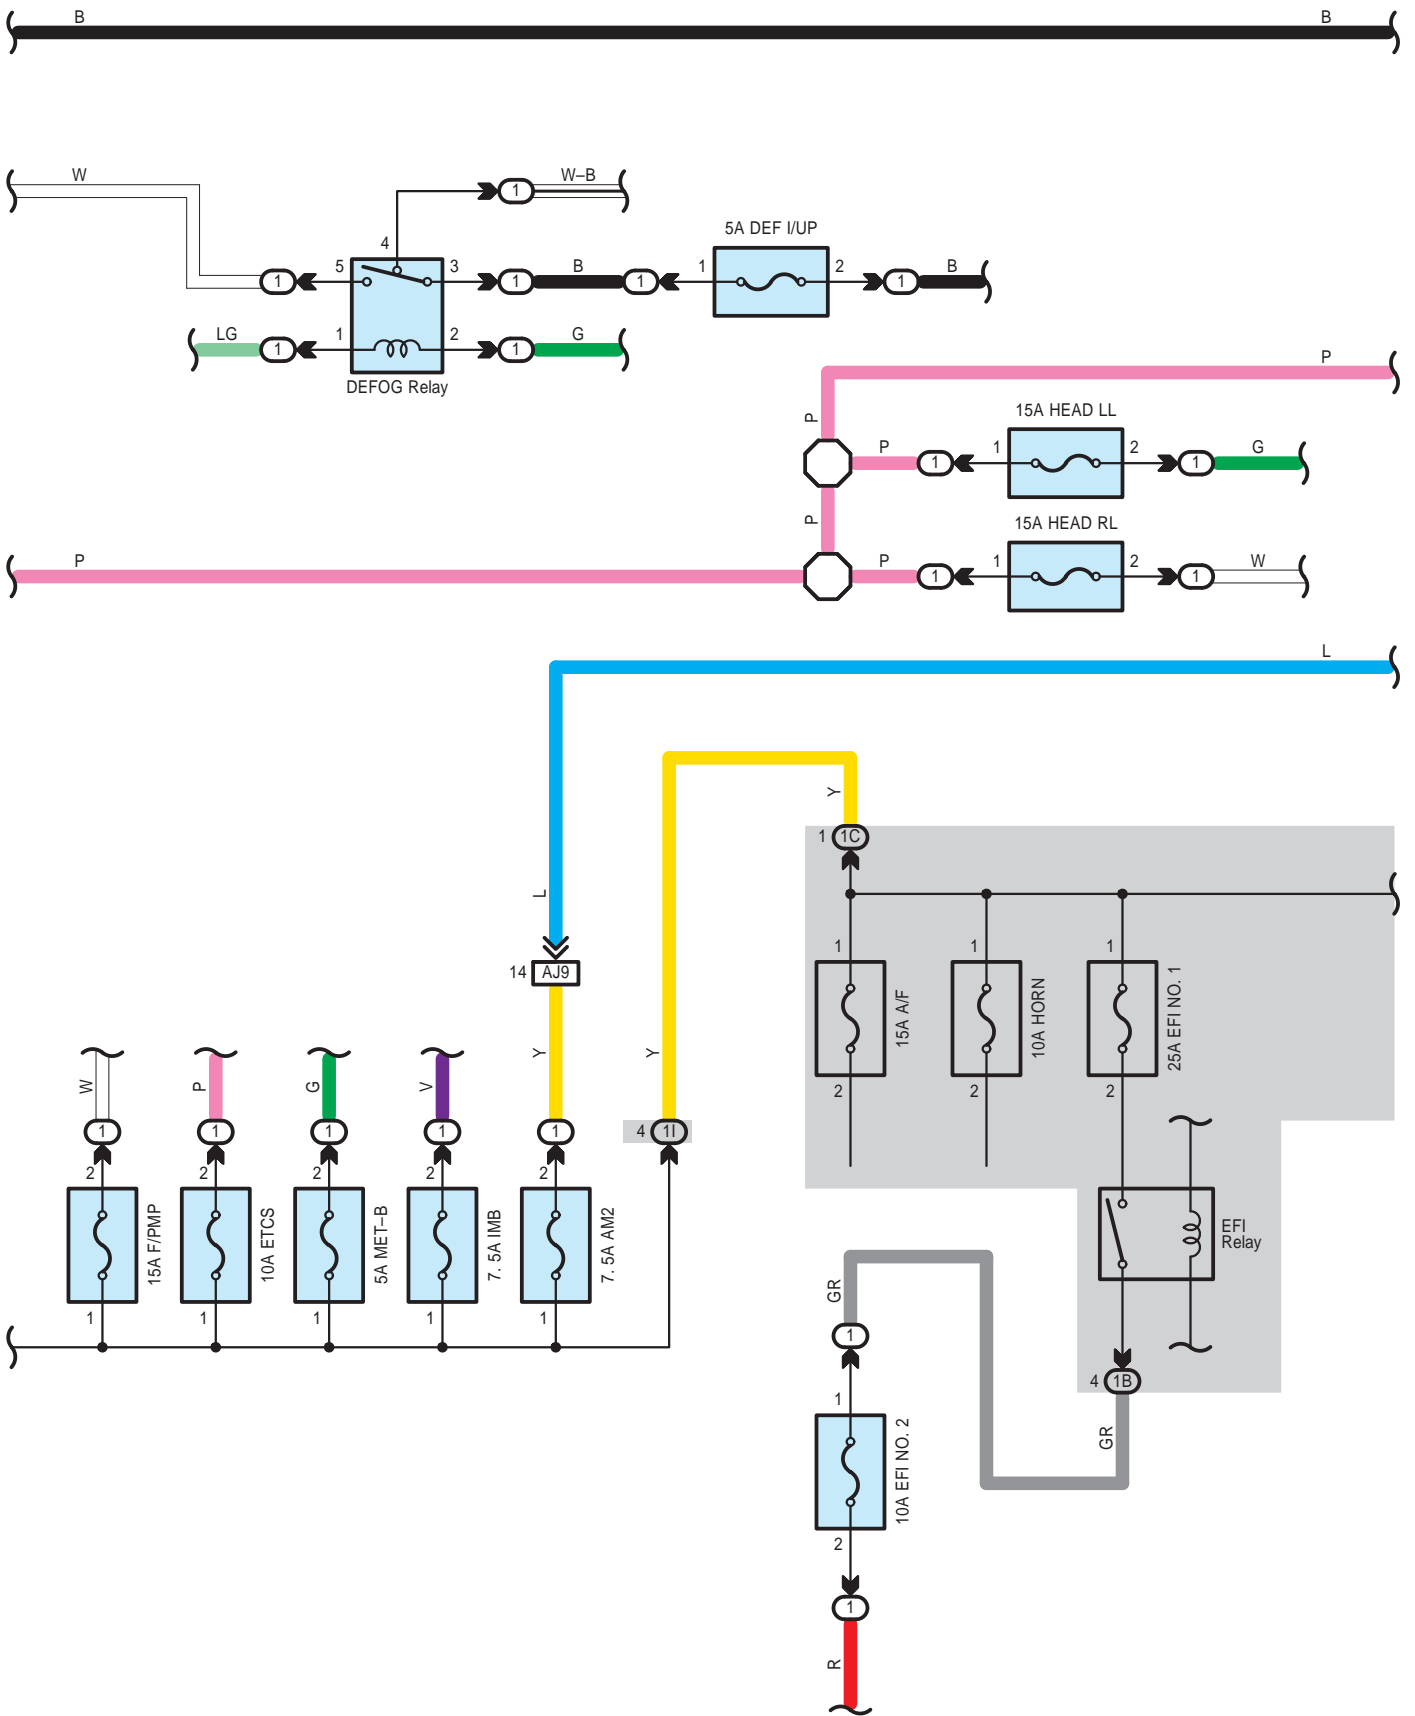 B B
W W–B
4
5A DEF I/UP
5 3 B 1 2 B
1 1 1 1 1
LG 1 2 G
1 1
DEFOG Relay
P
15A HEAD LL
P
P 1 2 G
1 1
15A HEAD RL
P
P P 1 2 W
1 1
L
Y
1 1C
L
1 1 1
14 AJ9
15A A/F
10A HORN
25A EFI NO. 1
W P G V Y Y
2 2 2
1 1 1 1 1 4 1I
2 2 2 2 2
15A F/PMP
10A ETCS
5A MET–B
7. 5A IMB
7. 5A AM2
EFI
Relay
1 1 1 1 1
GR
1
4 1B
1
10A EFI NO. 2
GR
2
1
R